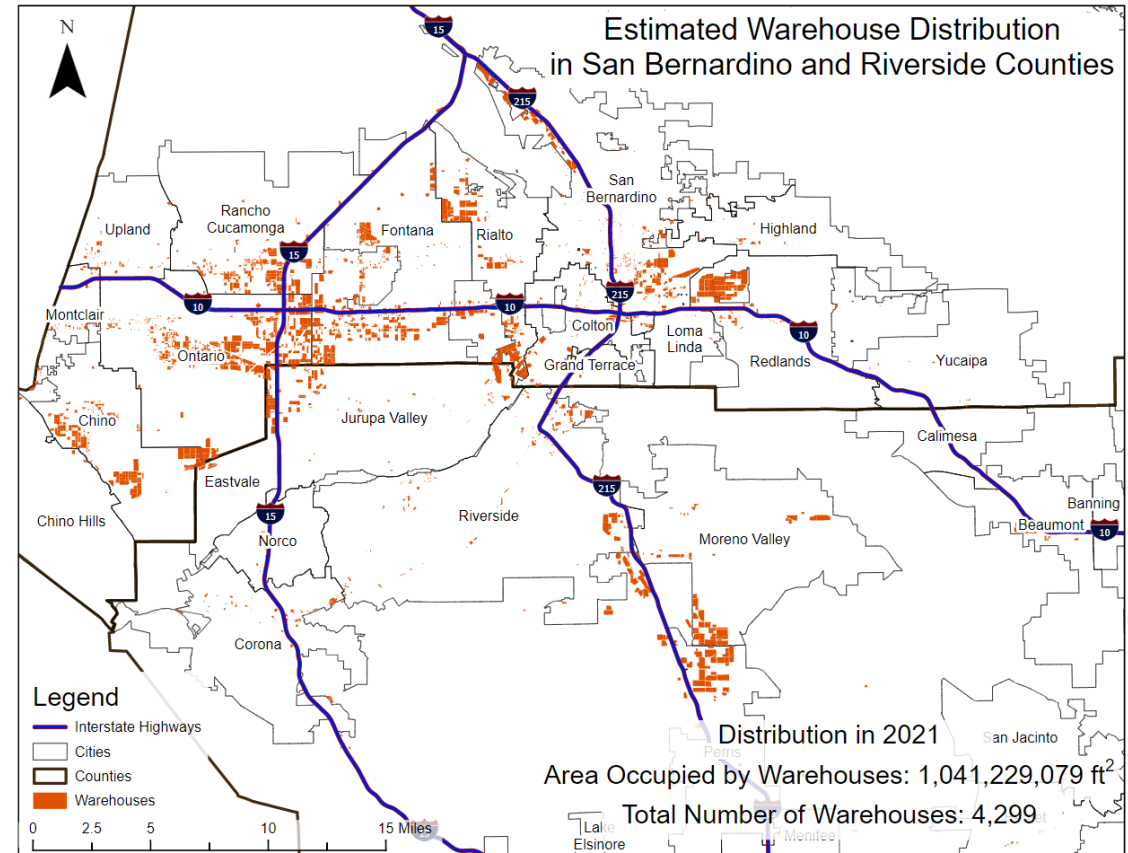 N
Estimated Warehouse Distribution
in San Bernardino and Riverside Counties
15
215
San
Bernardino
Rancho
Cucamonga
Upland
Fontana
Rialto
Highland
15
215
10
10
Montclair
Colton
Loma
Linda
10
Ontario
Grand Terrace
Redlands
Yucaipa
Chino
Jurupa Valley
Calimesa
Eastvale
215
Banning
Chino Hills
15
Riverside
Beaumont
10
Norco
Moreno Valley
Corona
Legend
Interstate Highways
Cities
Counties
Warehouses
0 2.5 5 10 15 Miles
San Jacinto
Distribution in 2021
Perris
Area Occupied by Warehouses: 1,041,229,079 ft²
Total Number of Warehouses: 4,299
Lake
Elsinore
Menifee